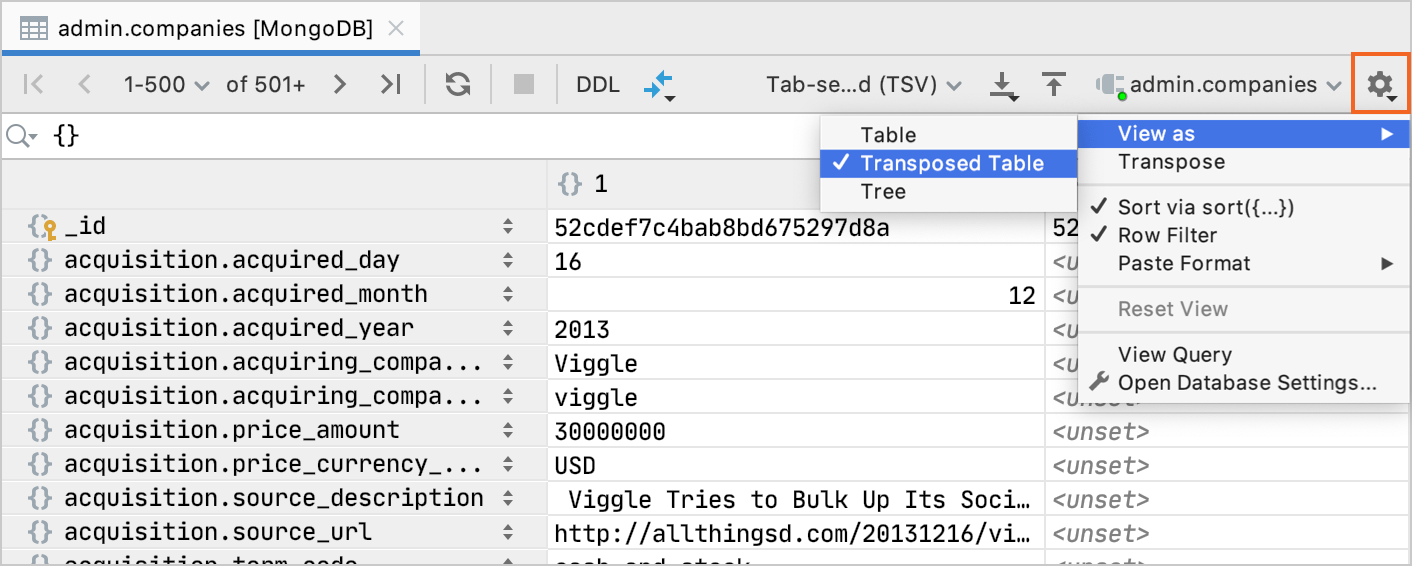 admin.companies [MongoDB]
1-500 of 501+ DDL Tab-se...d (TSV) admin.companies
{}
Table
Transposed Table
Tree
View as
Transpose
Sort via sort({...})
Row Filter
Paste Format
Reset View
View Query
Open Database Settings...
{} 1
{} _id 52cdef7c4bab8bd675297d8a 52
{} acquisition.acquired_day 16 <u
{} acquisition.acquired_month 12 <u
{} acquisition.acquired_year 2013 <u
{} acquisition.acquiring_compa... Viggle <u
{} acquisition.acquiring_compa... viggle <unset>
{} acquisition.price_amount 30000000 <unset>
{} acquisition.price_currency_... USD <unset>
{} acquisition.source_description Viggle Tries to Bulk Up Its Soci... <unset>
{} acquisition.source_url http://allthingsd.com/20131216/vi... <unset>
{} acquisition.term_code cash_and_stock